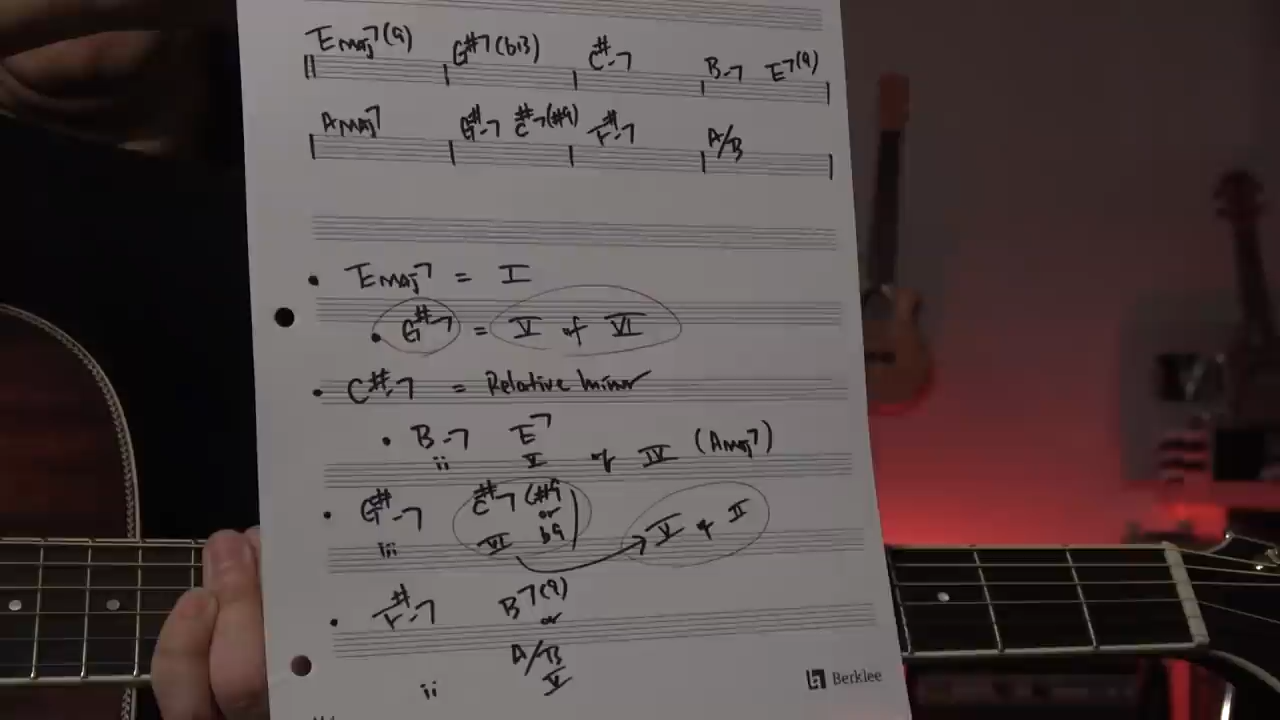 Emaj7(9) G#7(b13) C#-7 B-7 E7(9)
Amaj7 G#-7 C#7(#9) F#-7 A/B
• Emaj7 = I
• G#7 = V of VI
• C#-7 = Relative minor
• B-7 E7
ii V of IV (Amaj7)
• G#-7 C#7 (#9
or
iii VI b9) V of II
• F#-7 B7(9)
or
A/B
ii V
Berklee